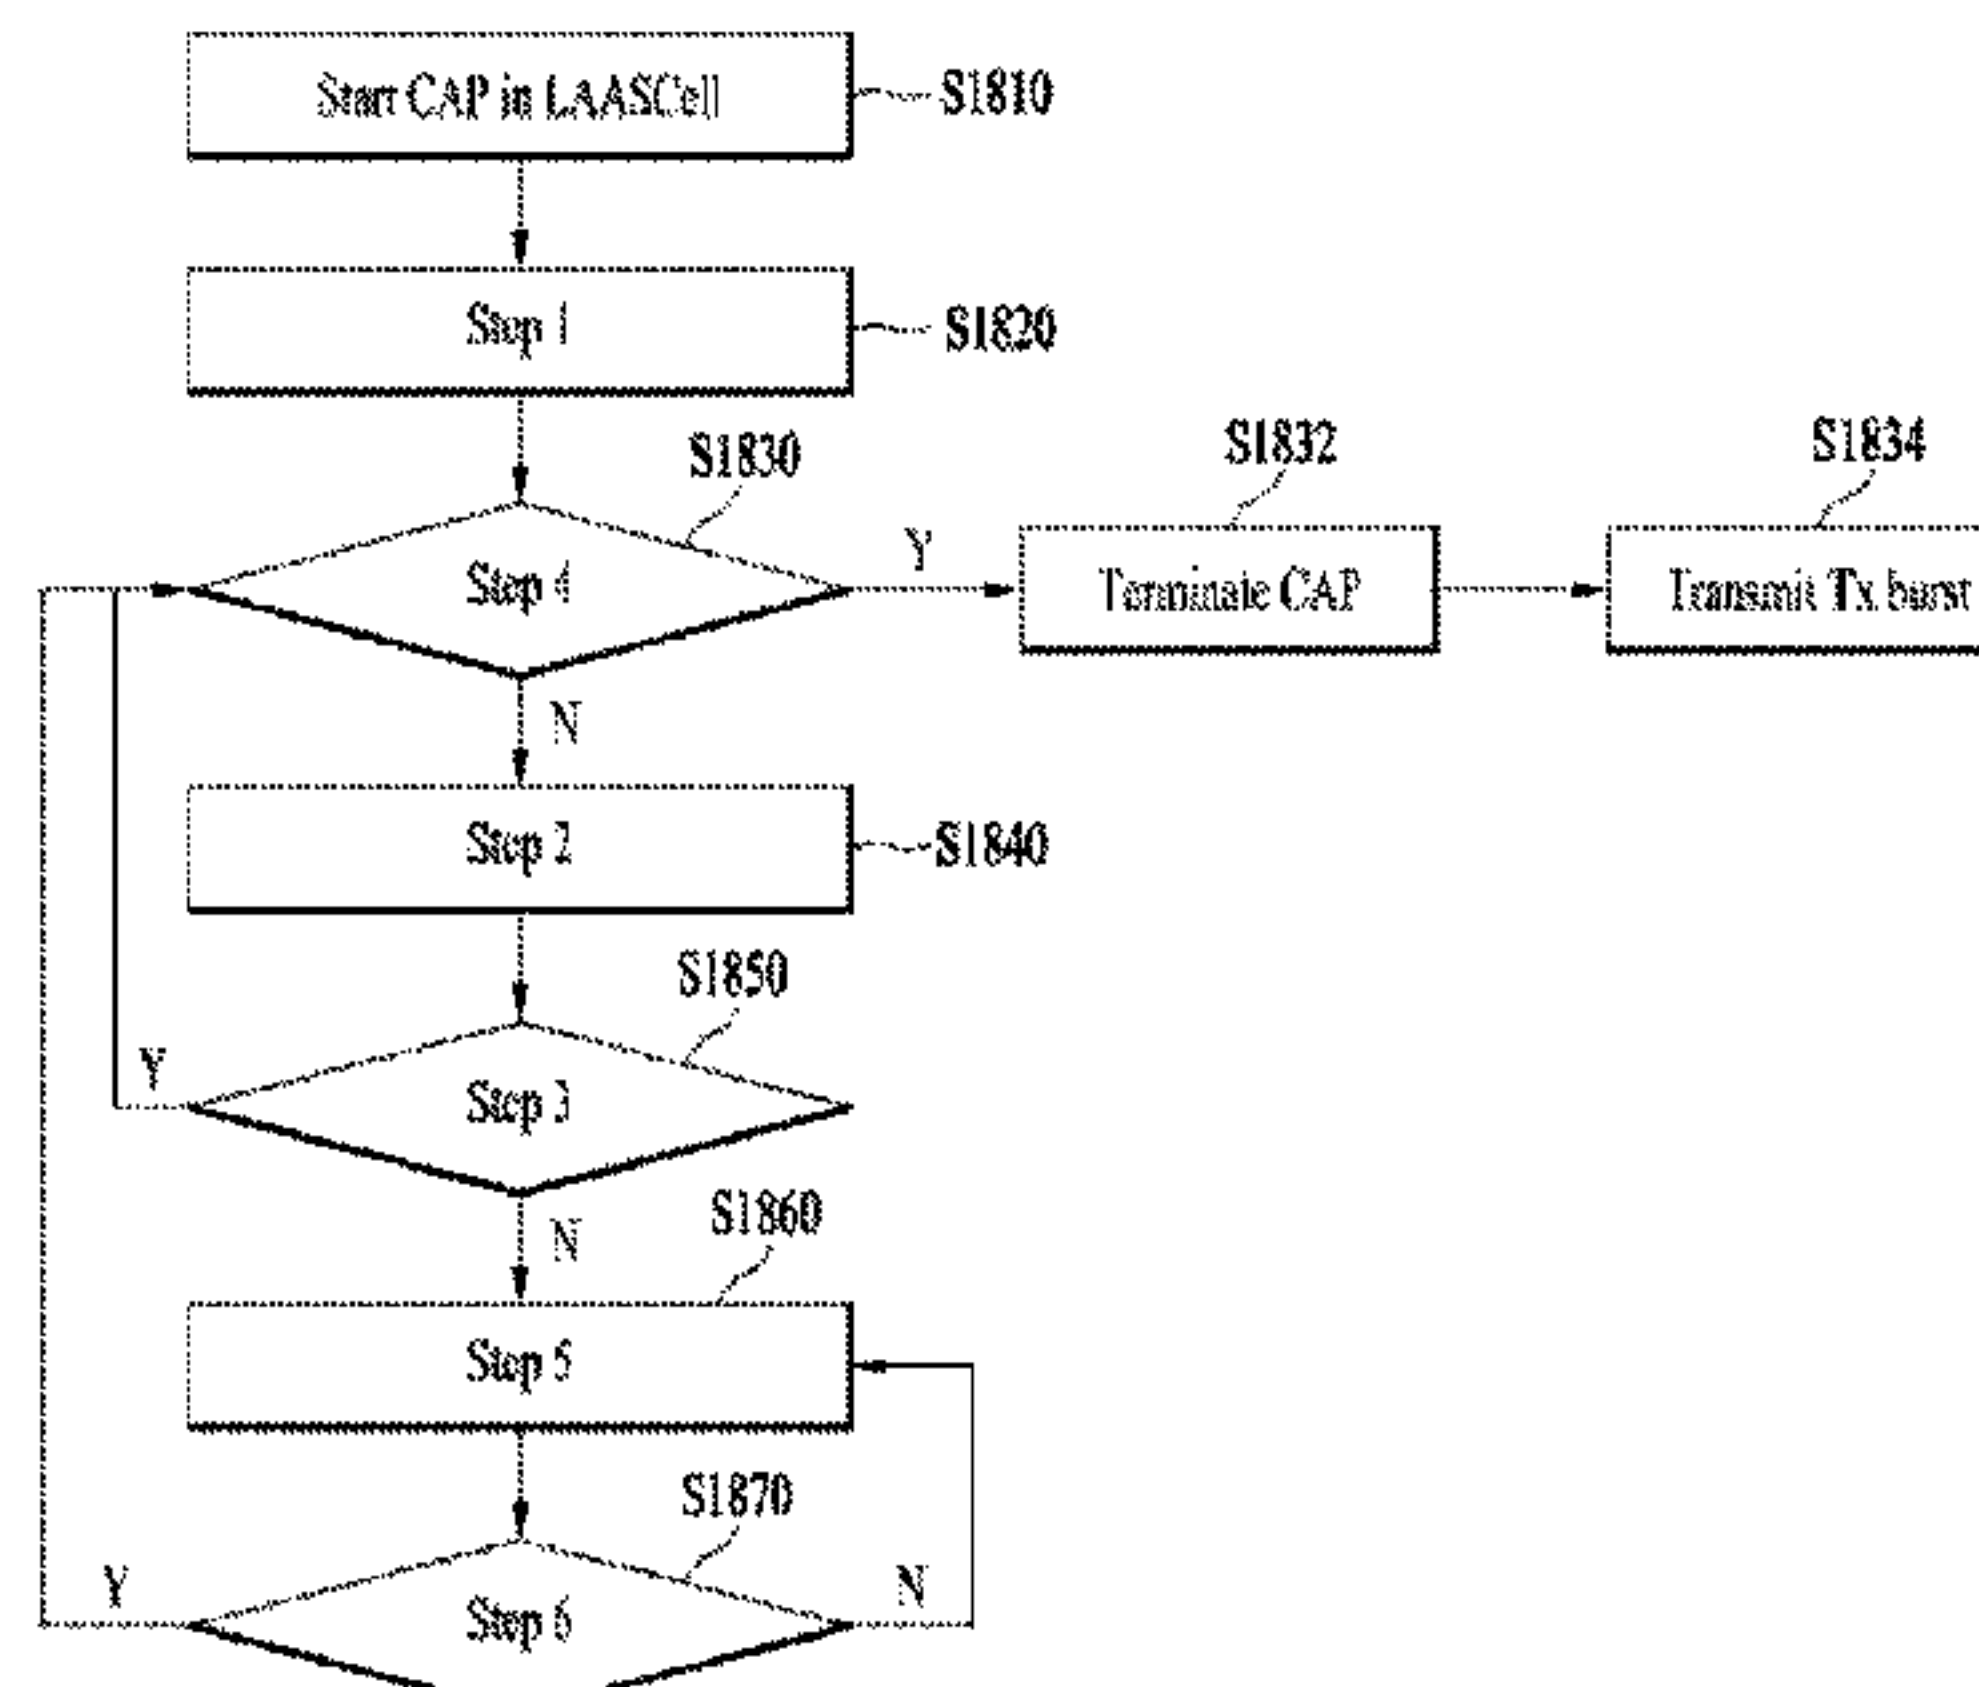 Start CAP in LAASCell
S1810
Step 1
S1820
S1830
S1832
S1834
Step 4
Y
Terminate CAP
Transmit Tx burst
N
Step 2
S1840
S1850
Y
Step 3
N
S1860
Step 5
S1870
Y
Step 6
N